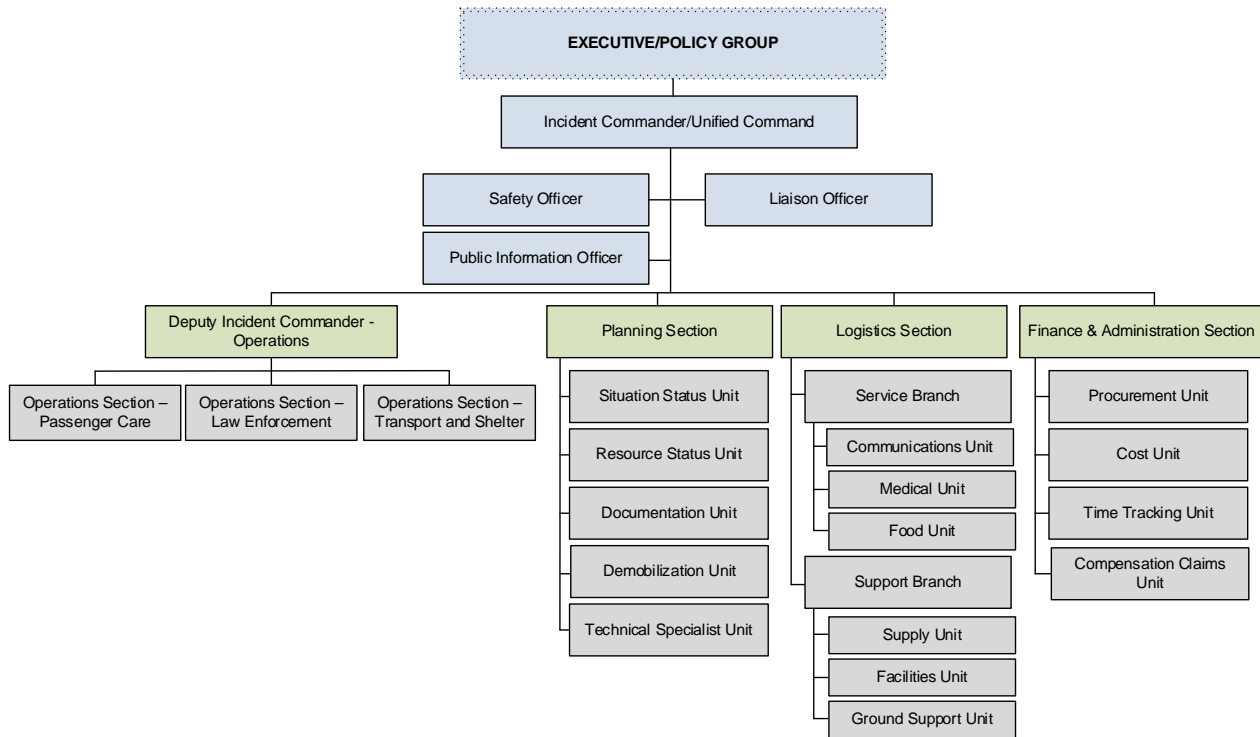 EXECUTIVE/POLICY GROUP
Incident Commander/Unified Command
Safety Officer
Liaison Officer
Public Information Officer
Deputy Incident Commander -
Operations
Planning Section
Logistics Section
Finance & Administration Section
Operations Section –
Passenger Care
Operations Section –
Law Enforcement
Operations Section –
Transport and Shelter
Situation Status Unit
Resource Status Unit
Documentation Unit
Demobilization Unit
Technical Specialist Unit
Service Branch
Communications Unit
Medical Unit
Food Unit
Support Branch
Supply Unit
Facilities Unit
Ground Support Unit
Procurement Unit
Cost Unit
Time Tracking Unit
Compensation Claims
Unit